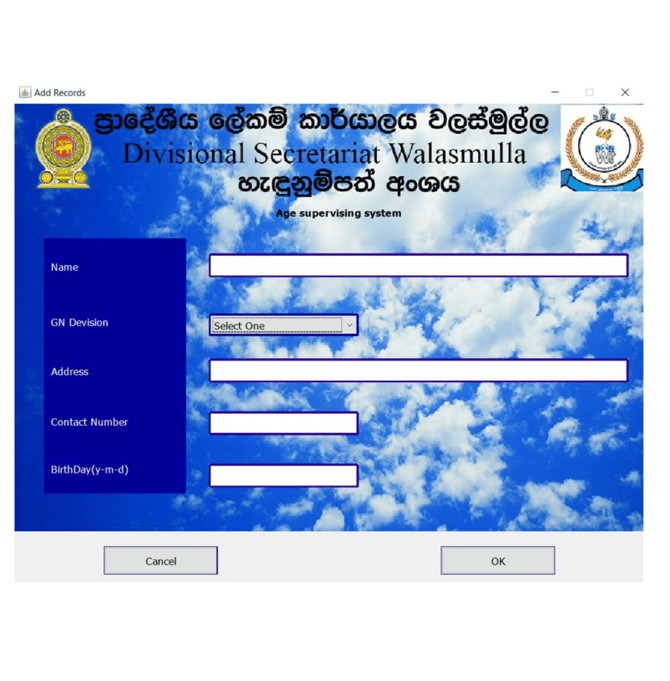 Add Records
ප්‍රාදේශීය ලේකම් කාර්යාලය වලස්මුල්ල
Divisional Secretariat Walasmulla
හැඳුනුම්පත් අංශය
Age supervising system
Name
GN Devision
Select One
Address
Contact Number
BirthDay(y-m-d)
Cancel
OK